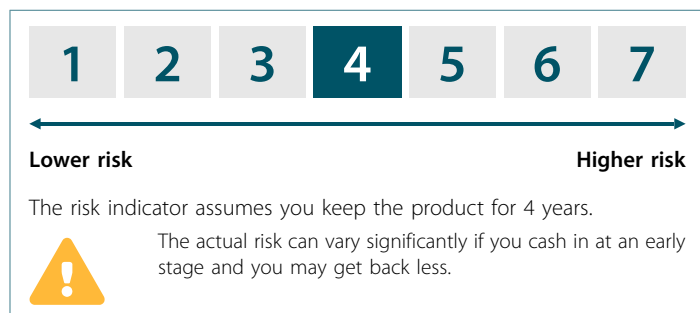 1 2 3 4 5 6 7
Lower risk Higher risk
The risk indicator assumes you keep the product for 4 years.
The actual risk can vary significantly if you cash in at an early
stage and you may get back less.